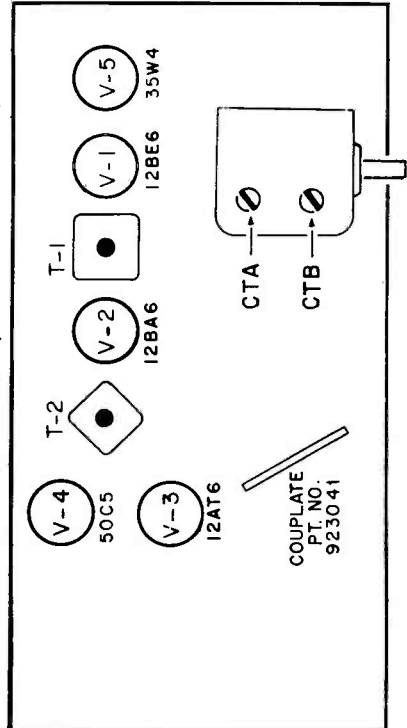 V-4
50C5
V-3
12AT6
T-2
V-2
12BA6
T-1
V-1
12BE6
V-5
35W4
COUPLATE
PT. NO.
923041
CTA
CTB